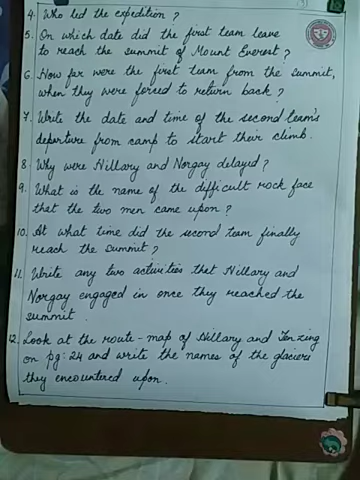 4. Who led the expedition?
5. On which date did the first team leave
to reach the summit of Mount Everest?
6. How far were the first team from the summit,
when they were forced to return back?
7. Write the date and time of the second team's
departure from camp to start their climb.
8. Why were Hillary and Norgay delayed?
9. What is the name of the difficult rock face
that the two men came upon?
10. At what time did the second team finally
reach the summit?
11. Write any two activities that Hillary and
Norgay engaged in once they reached the
summit.
12. Look at the route-map of Hillary and Tenzing
on pg: 24 and write the names of the glaciers
they encountered upon.